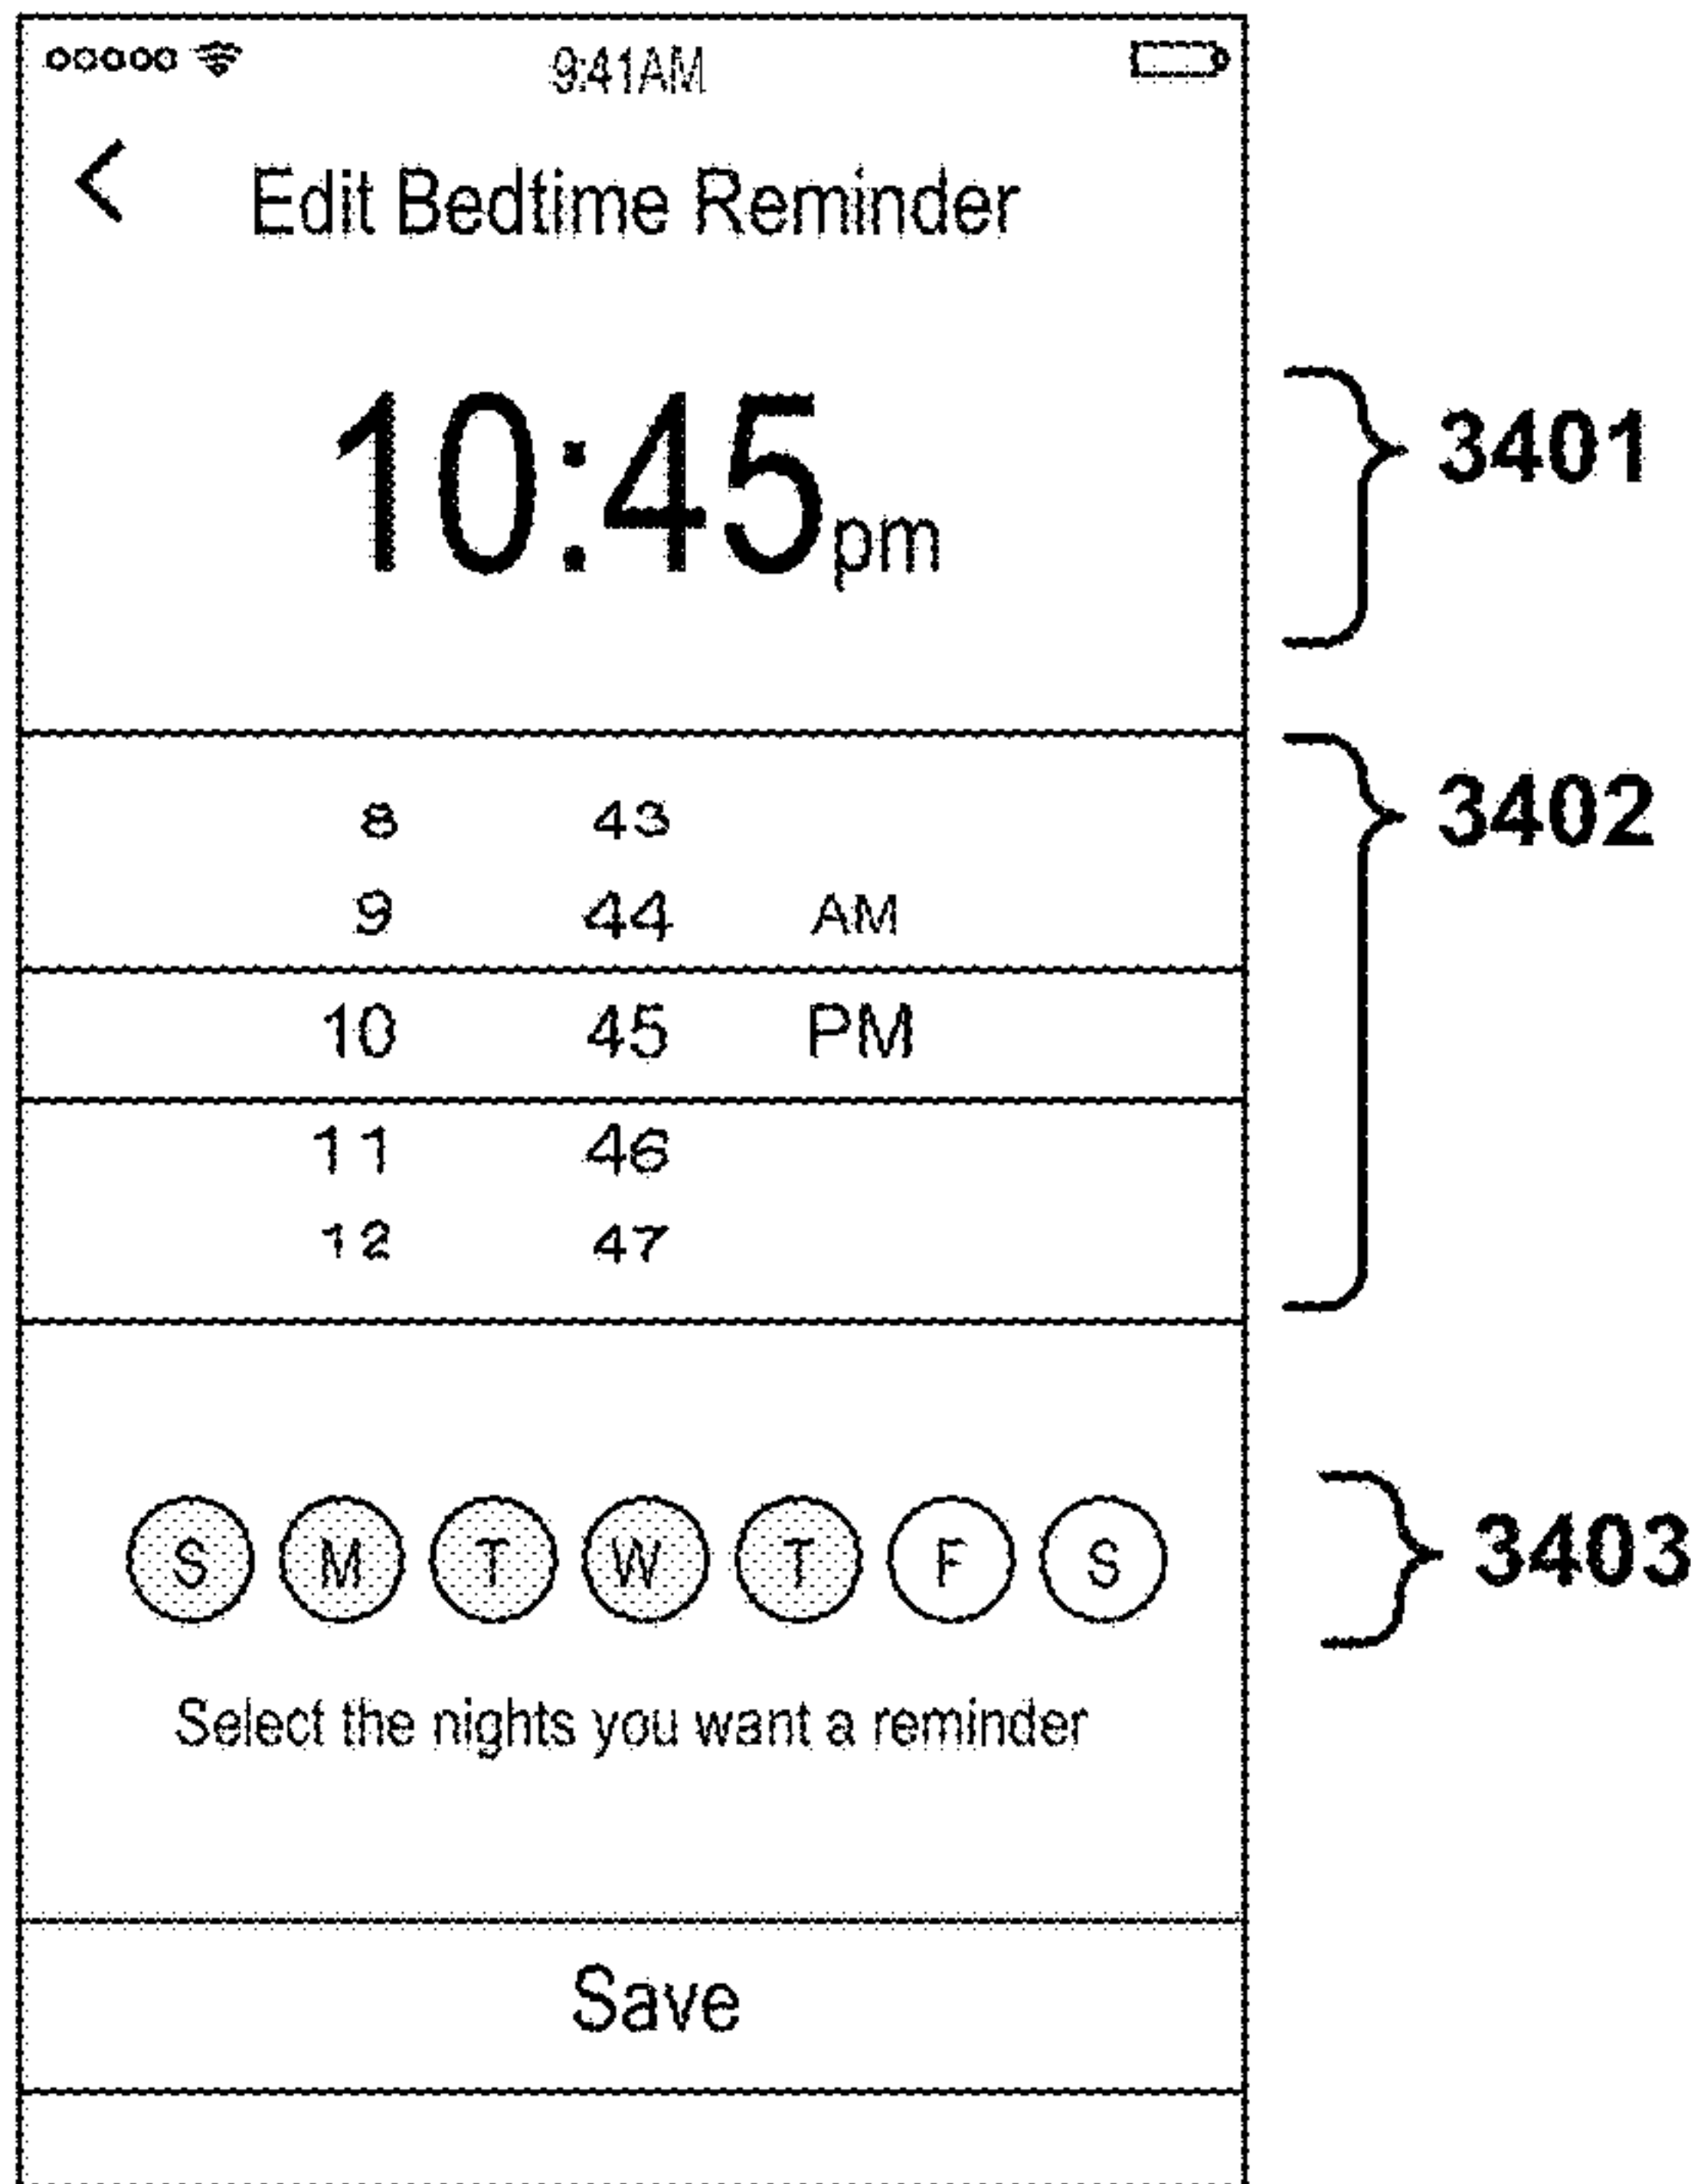 9:41AM
< Edit Bedtime Reminder
10:45pm
3401
3402
8 43
9 44 AM
10 45 PM
11 46
12 47
S M T W T F S
3403
Select the nights you want a reminder
Save